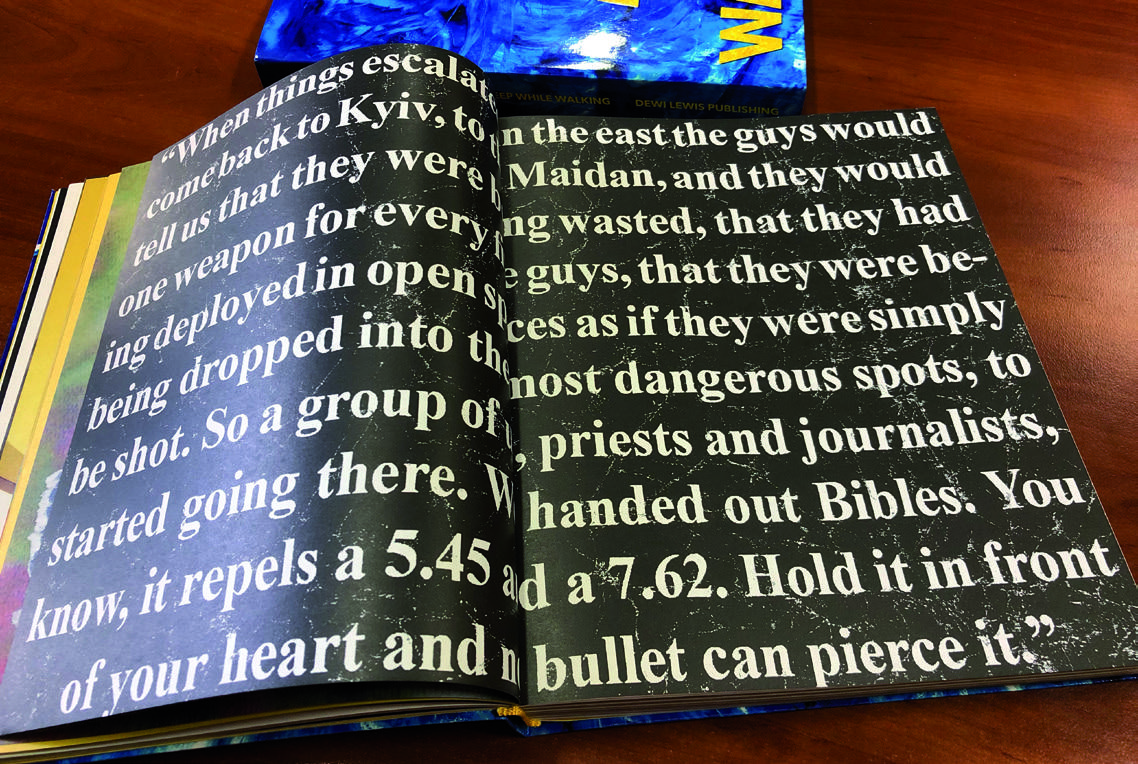 W
EEP WHILE WALKING DEWI LEWIS PUBLISHING
“When things escalat n the east the guys would
come back to Kyiv, to Maidan, and they would
tell us that they were ng wasted, that they had
one weapon for every guys, that they were be-
ing deployed in open sp ces as if they were simply
being dropped into the most dangerous spots, to
be shot. So a group of , priests and journalists,
started going there. W handed out Bibles. You
know, it repels a 5.45 a d a 7.62. Hold it in front
of your heart and n bullet can pierce it.”